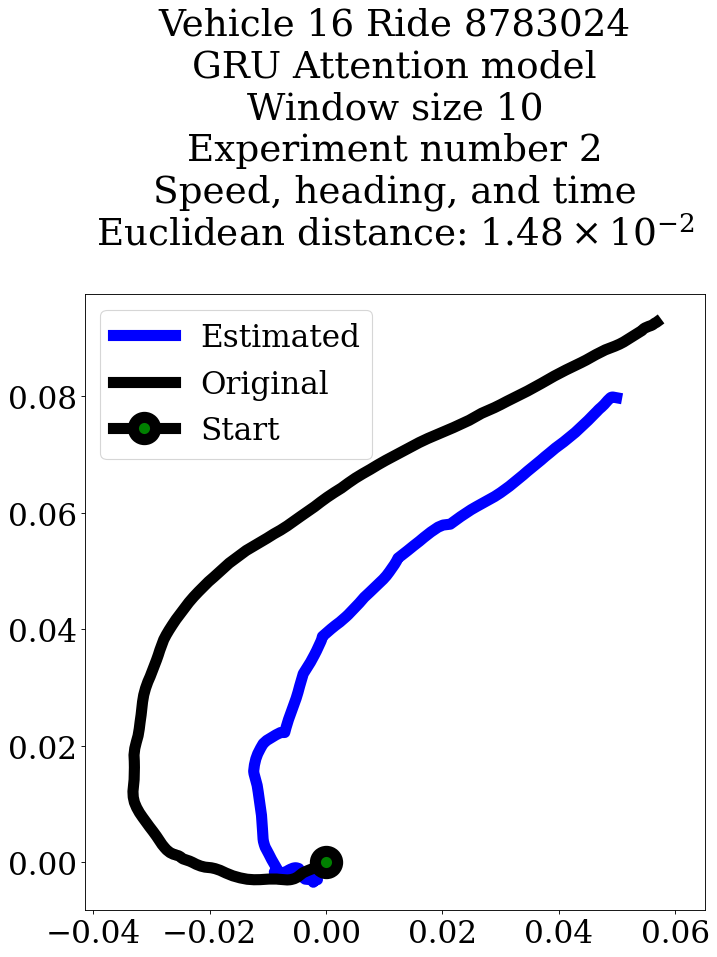 Vehicle 16 Ride 8783024
GRU Attention model
Window size 10
Experiment number 2
Speed, heading, and time
Euclidean distance: 1.48 × 10⁻²
Estimated
Original
Start
0.08
0.06
0.04
0.02
0.00
−0.04 −0.02 0.00 0.02 0.04 0.06